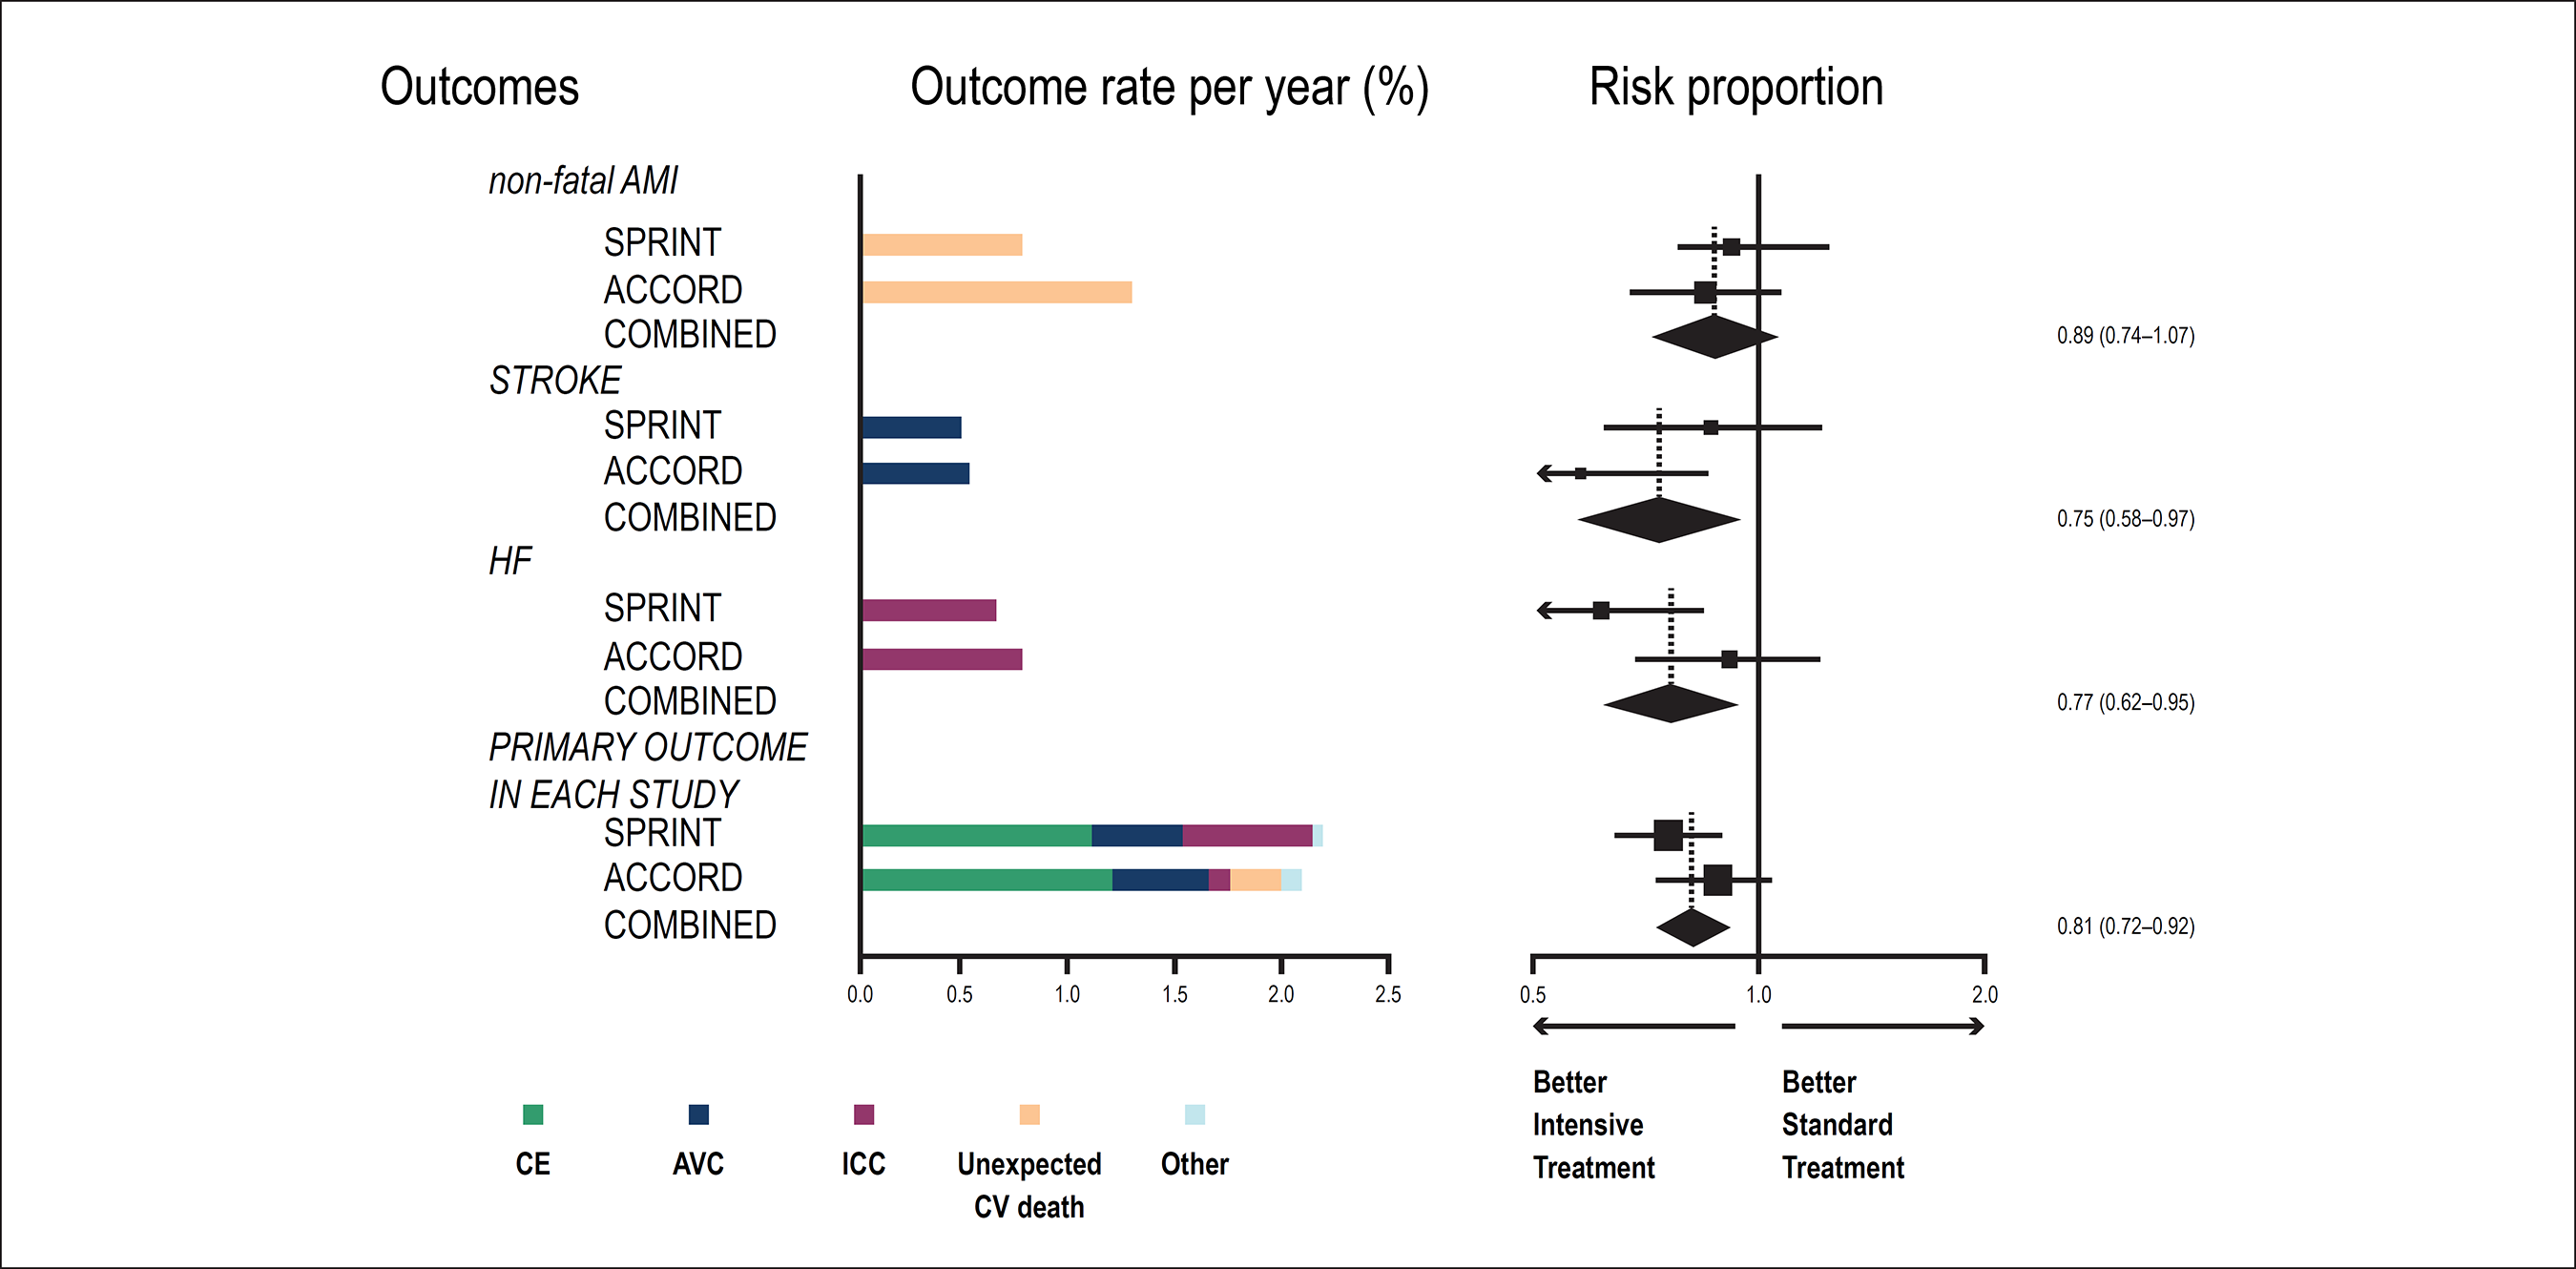 Outcomes
Outcome rate per year (%)
Risk proportion
non-fatal AMI
SPRINT
ACCORD
COMBINED
0.89 (0.74–1.07)
STROKE
SPRINT
ACCORD
COMBINED
0.75 (0.58–0.97)
HF
SPRINT
ACCORD
COMBINED
0.77 (0.62–0.95)
PRIMARY OUTCOME
IN EACH STUDY
SPRINT
ACCORD
COMBINED
0.81 (0.72–0.92)
0.0 0.5 1.0 1.5 2.0 2.5
0.5 1.0 2.0
CE
AVC
ICC
Unexpected
CV death
Other
Better
Intensive
Treatment
Better
Standard
Treatment